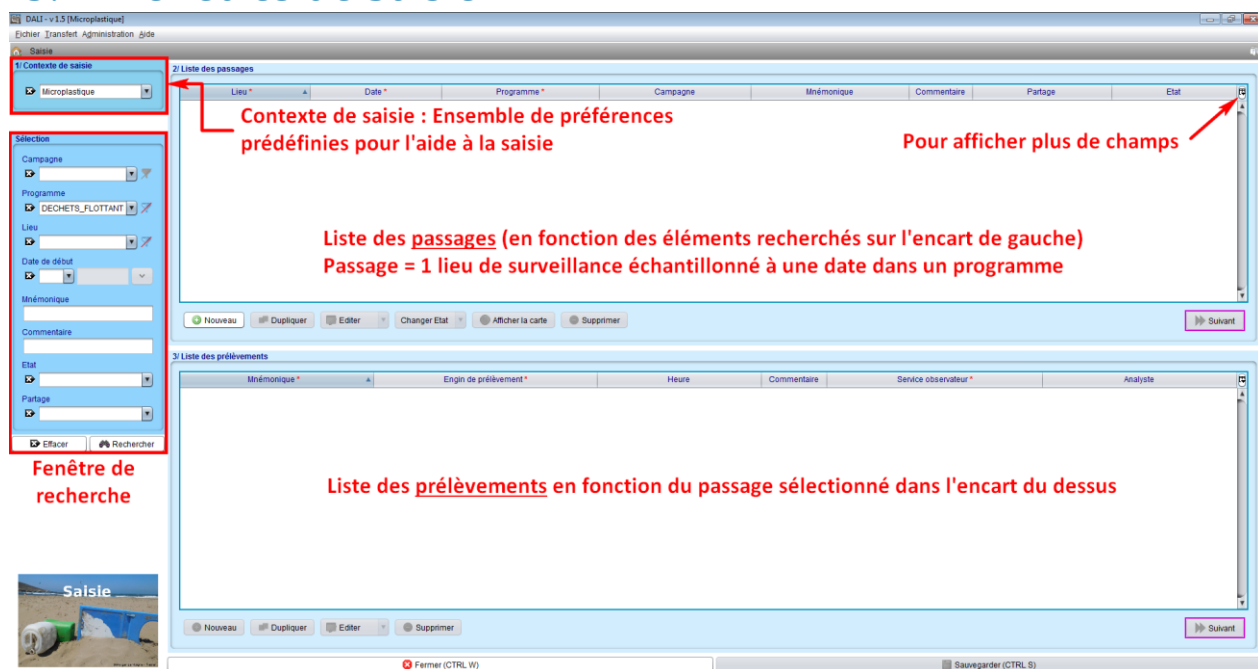 DALI - v 1.5 [Microplastique]
Fichier Transfert Administration Aide
Saisie
1/ Contexte de saisie
Microplastique
Sélection
Campagne
Programme
DECHETS_FLOTTANT
Lieu
Date de début
Mnémonique
Commentaire
Etat
Partage
Effacer Rechercher
Fenêtre de
recherche
Saisie
2/ Liste des passages
Lieu * Date * Programme * Campagne Mnémonique Commentaire Partage Etat
Contexte de saisie : Ensemble de préférences
prédéfinies pour l'aide à la saisie
Pour afficher plus de champs
Liste des passages (en fonction des éléments recherchés sur l'encart de gauche)
Passage = 1 lieu de surveillance échantillonné à une date dans un programme
Nouveau Dupliquer Editer Changer Etat Afficher la carte Supprimer Suivant
3/ Liste des prélèvements
Mnémonique * Engin de prélèvement * Heure Commentaire Service observateur * Analyste
Liste des prélèvements en fonction du passage sélectionné dans l'encart du dessus
Nouveau Dupliquer Editer Supprimer Suivant
Fermer (CTRL W) Sauvegarder (CTRL S)